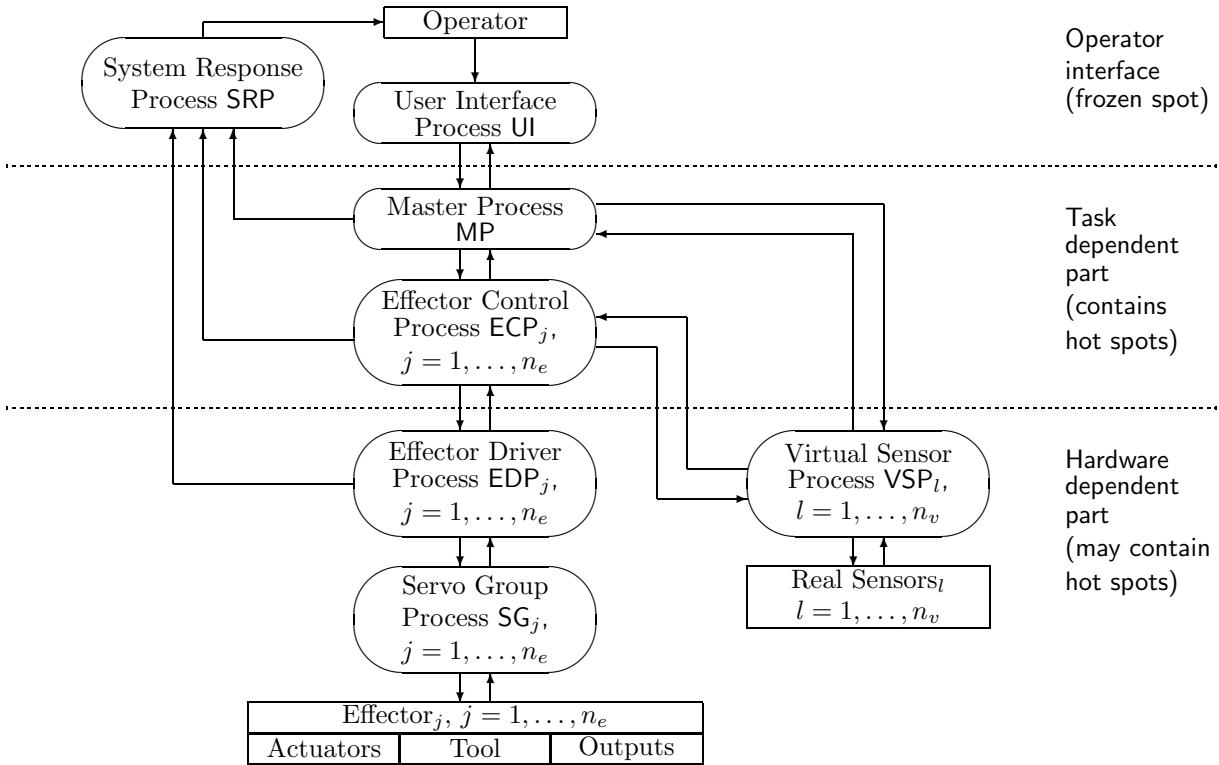 Operator
System Response
Process SRP
User Interface
Process UI
Operator
interface
(frozen spot)
Master Process
MP
Effector Control
Process ECP_j,
j = 1, . . . , n_e
Task
dependent
part
(contains
hot spots)
Effector Driver
Process EDP_j,
j = 1, . . . , n_e
Virtual Sensor
Process VSP_l,
l = 1, . . . , n_v
Servo Group
Process SG_j,
j = 1, . . . , n_e
Real Sensors_l
l = 1, . . . , n_v
Hardware
dependent
part
(may contain
hot spots)
Effector_j, j = 1, . . . , n_e
Actuators
Tool
Outputs